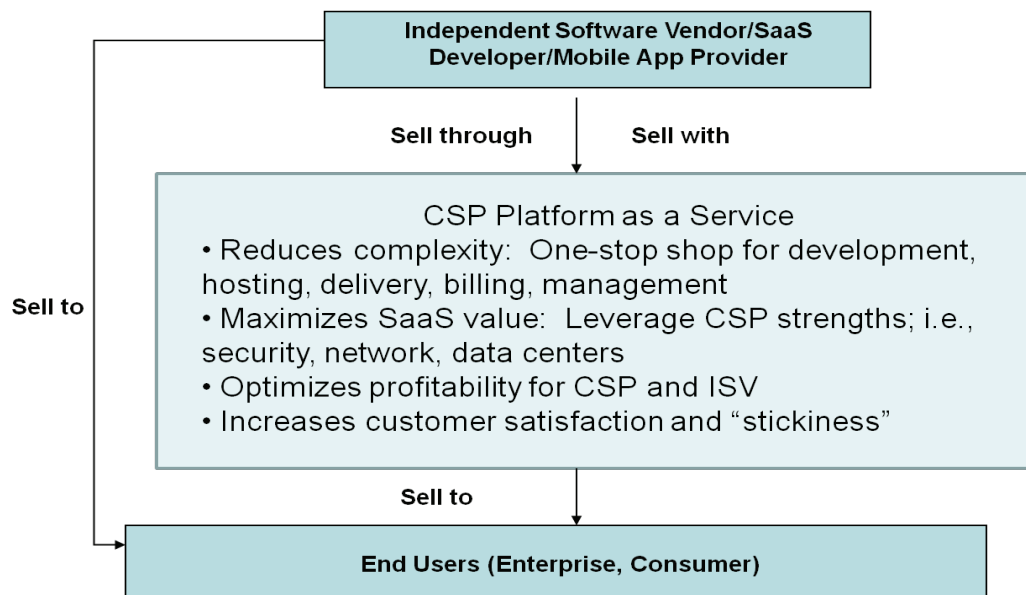 Independent Software Vendor/SaaS
Developer/Mobile App Provider
Sell through
Sell with
CSP Platform as a Service
• Reduces complexity:  One-stop shop for development,
hosting, delivery, billing, management
• Maximizes SaaS value:  Leverage CSP strengths; i.e.,
security, network, data centers
• Optimizes profitability for CSP and ISV
• Increases customer satisfaction and “stickiness”
Sell to
Sell to
End Users (Enterprise, Consumer)